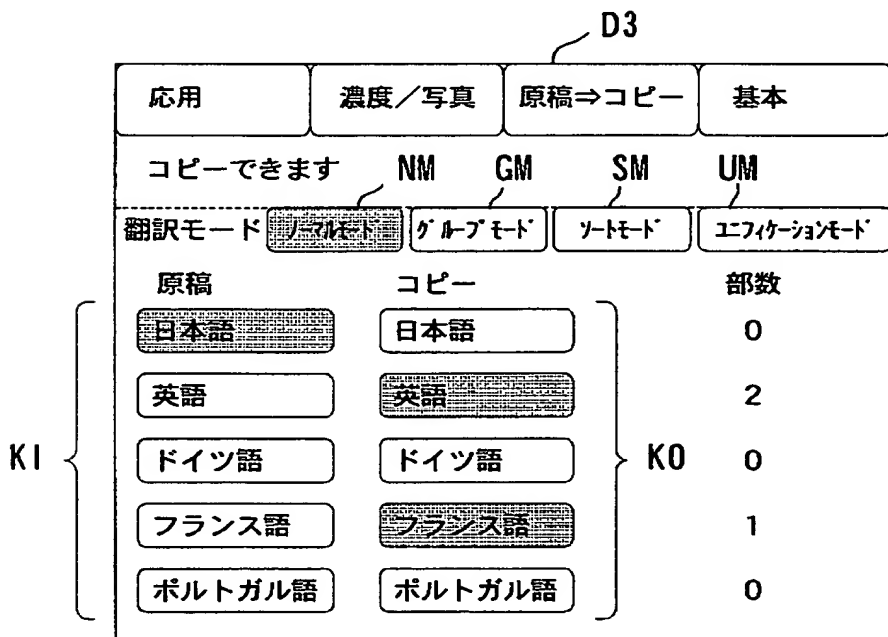 D3
応用 濃度／写真 原稿⇒コピー 基本
コピーできます NM GM SM UM
翻訳モード ﾉｰﾏﾙﾓｰﾄﾞ ｸﾞﾙｰﾌﾟﾓｰﾄﾞ ｿｰﾄﾓｰﾄﾞ ﾕﾆﾌｨｹｰｼｮﾝﾓｰﾄﾞ
原稿 コピー 部数
日本語 日本語 0
英語 英語 2
KI ドイツ語 ドイツ語 KO 0
フランス語 フランス語 1
ポルトガル語 ポルトガル語 0